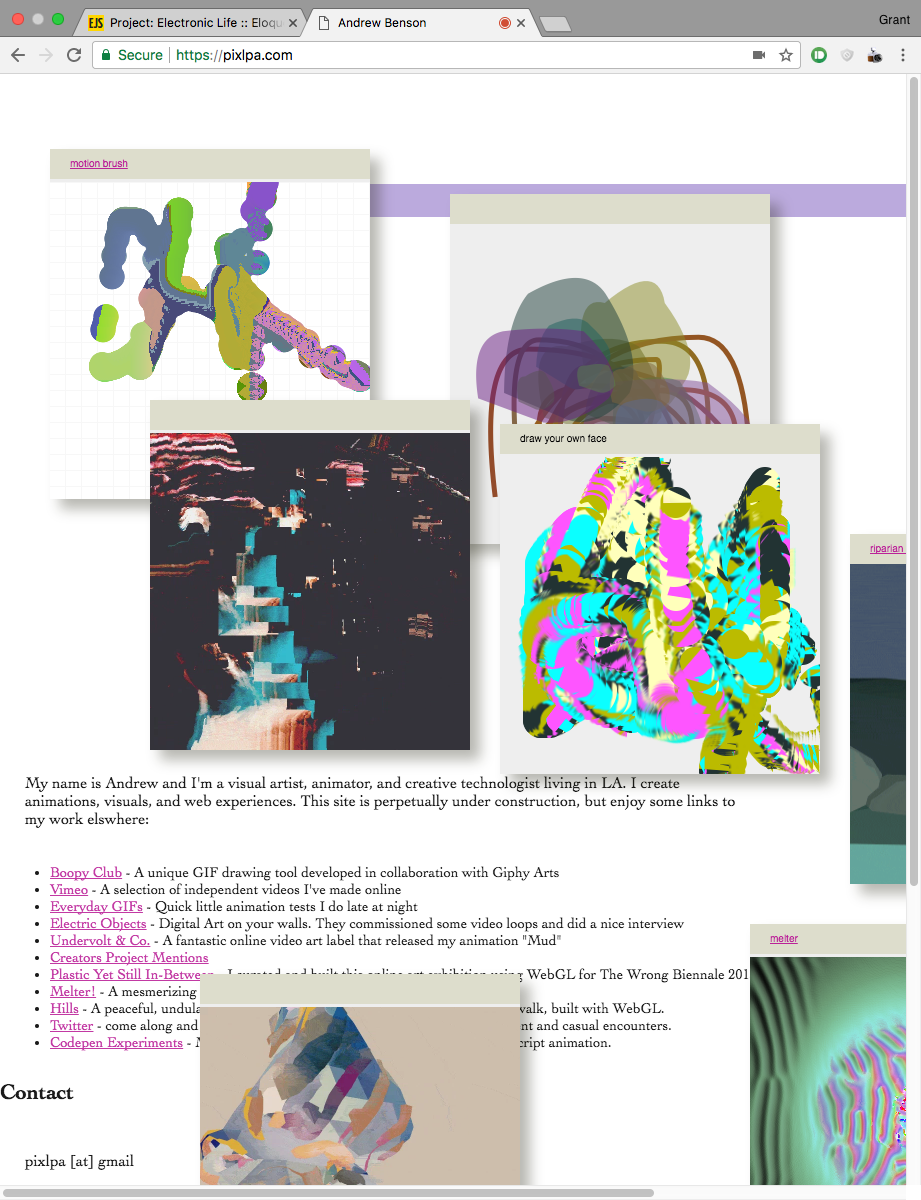 EJS Project: Electronic Life :: Eloqu
Andrew Benson
Grant
Secure https://pixlpa.com
motion brush
draw your own face
riparian
My name is Andrew and I'm a visual artist, animator, and creative technologist living in LA. I create
animations, visuals, and web experiences. This site is perpetually under construction, but enjoy some links to
my work elswhere:
Boopy Club - A unique GIF drawing tool developed in collaboration with Giphy Arts
Vimeo - A selection of independent videos I've made online
Everyday GIFs - Quick little animation tests I do late at night
Electric Objects - Digital Art on your walls. They commissioned some video loops and did a nice interview
Undervolt & Co. - A fantastic online video art label that released my animation "Mud"
melter
Creators Project Mentions
Plastic Yet Still In-Between - I curated and built this online art exhibition using WebGL for The Wrong Biennale 201
Melter! - A mesmerizing
Hills - A peaceful, undula walk, built with WebGL.
Twitter - come along and nt and casual encounters.
Codepen Experiments - cript animation.
Contact
pixlpa [at] gmail